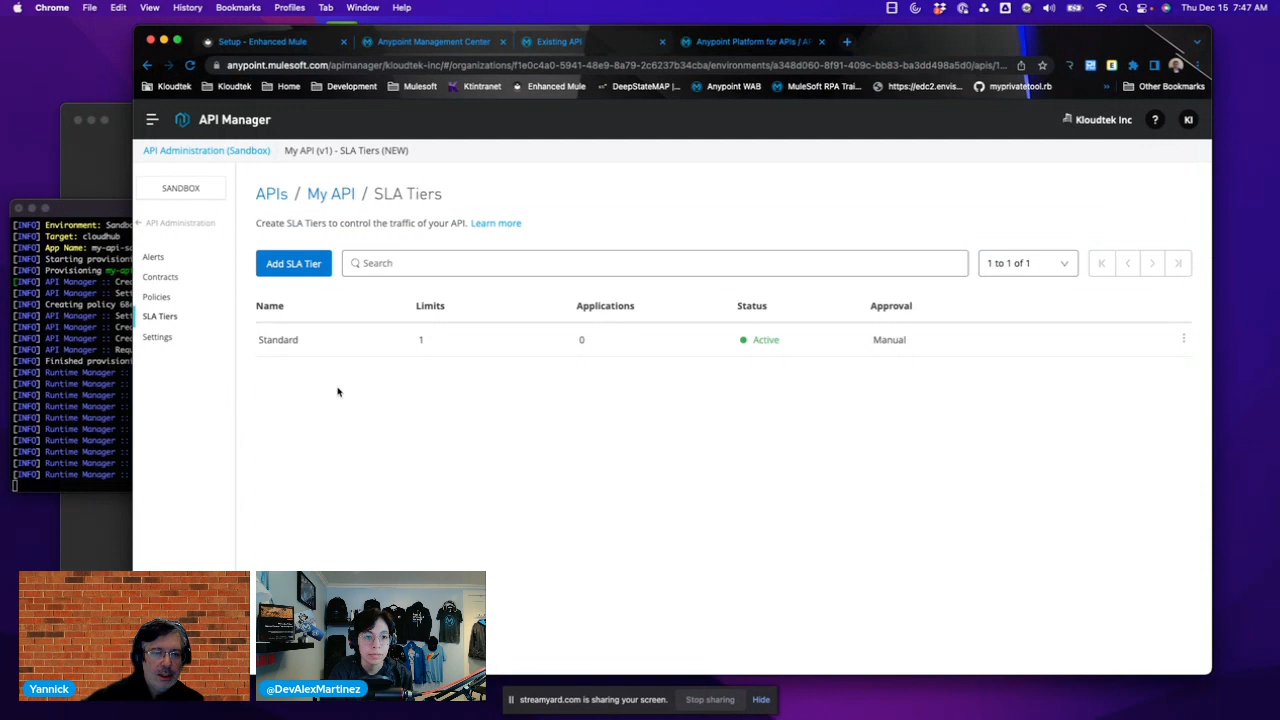 Chrome File Edit View History Bookmarks Profiles Tab Window Help Thu Dec 15 7:47 AM
Setup - Enhanced Mule Anypoint Management Center Existing API Anypoint Platform for APIs / AP
anypoint.mulesoft.com/apimanager/kloudtek-inc/#/organizations/f1e0c4a0-5941-48e9-8a79-2c6237b34cba/environments/a348d060-8f91-409c-bb83-ba3dd498a5d0/apis/1...
Kloudtek Kloudtek Home Development Mulesoft Ktintranet Enhanced Mule DeepStateMAP |... Anypoint WAB MuleSoft RPA Trai... https://edc2.envis... myprivatetool.rb Other Bookmarks
API Manager Kloudtek Inc ? KI
API Administration (Sandbox) My API (v1) - SLA Tiers (NEW)
SANDBOX
API Administration
Alerts
Contracts
Policies
SLA Tiers
Settings
APIs / My API / SLA Tiers
Create SLA Tiers to control the traffic of your API. Learn more
Add SLA Tier Search 1 to 1 of 1
Name Limits Applications Status Approval
Standard 1 0 Active Manual
[INFO] Environment: Sandbo
[INFO] Target: cloudhub
[INFO] App Name: my-api-sa
[INFO] Starting provision
[INFO] Provisioning my-api
[INFO] API Manager :: Crea
[INFO] API Manager :: Sett
[INFO] Creating policy 68e
[INFO] API Manager :: Sett
[INFO] API Manager :: Crea
[INFO] API Manager :: Crea
[INFO] API Manager :: Requ
[INFO] Finished provisioni
[INFO] Runtime Manager ::
[INFO] Runtime Manager ::
[INFO] Runtime Manager ::
[INFO] Runtime Manager ::
[INFO] Runtime Manager ::
[INFO] Runtime Manager ::
[INFO] Runtime Manager ::
[INFO] Runtime Manager ::
[INFO] Runtime Manager ::
[INFO] Runtime Manager ::
Yannick
@DevAlexMartinez
streamyard.com is sharing your screen. Stop sharing Hide